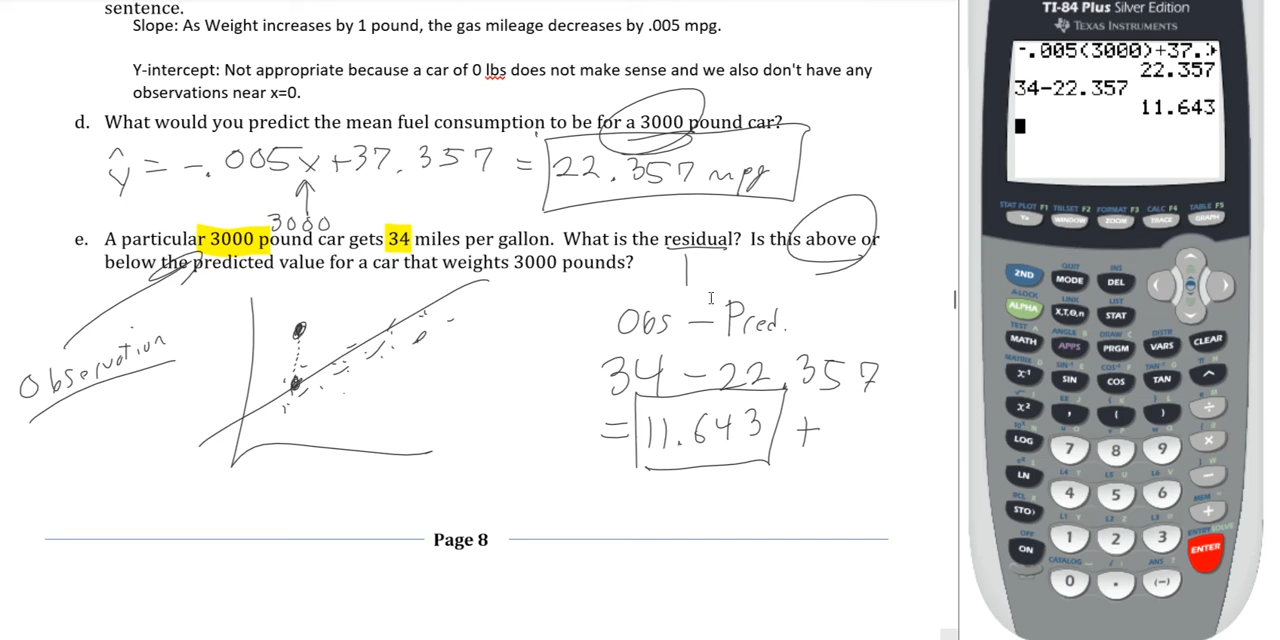 sentence.
Slope: As Weight increases by 1 pound, the gas mileage decreases by .005 mpg.
Y-intercept: Not appropriate because a car of 0 lbs does not make sense and we also don't have any
observations near x=0.
d. What would you predict the mean fuel consumption to be for a 3000 pound car?
ŷ = -.005x+37.357 = 22.357 mpg
3000
e. A particular 3000 pound car gets 34 miles per gallon. What is the residual? Is this above or
below the predicted value for a car that weights 3000 pounds?
Observation
Obs - Pred.
34 - 22.357
= 11.643 +
Page 8
TI-84 Plus Silver Edition
TEXAS INSTRUMENTS
-.005(3000)+37.
22.357
34-22.357
11.643
STAT PLOT F1 TBLSET F2 FORMAT F3 CALC F4 TABLE F5
Y= WINDOW ZOOM TRACE GRAPH
QUIT INS
2ND MODE DEL
A-LOCK LINK LIST
ALPHA X,T,Θ,n STAT
TEST A ANGLE B DRAW C DISTR
MATH APPS PRGM VARS CLEAR
MATRIX D SIN⁻¹ E COS⁻¹ F TAN⁻¹ G π H
x⁻¹ SIN COS TAN ^
x² , ( ) ÷
LOG 7 8 9 ×
L4 T L5 U L6 V
LN 4 5 6 −
RCL X L1 Y L2 Z L3
STO› 1 2 3 +
OFF ENTRY SOLVE
ON ENTER
CATALOG ANS ?
0 . (−)